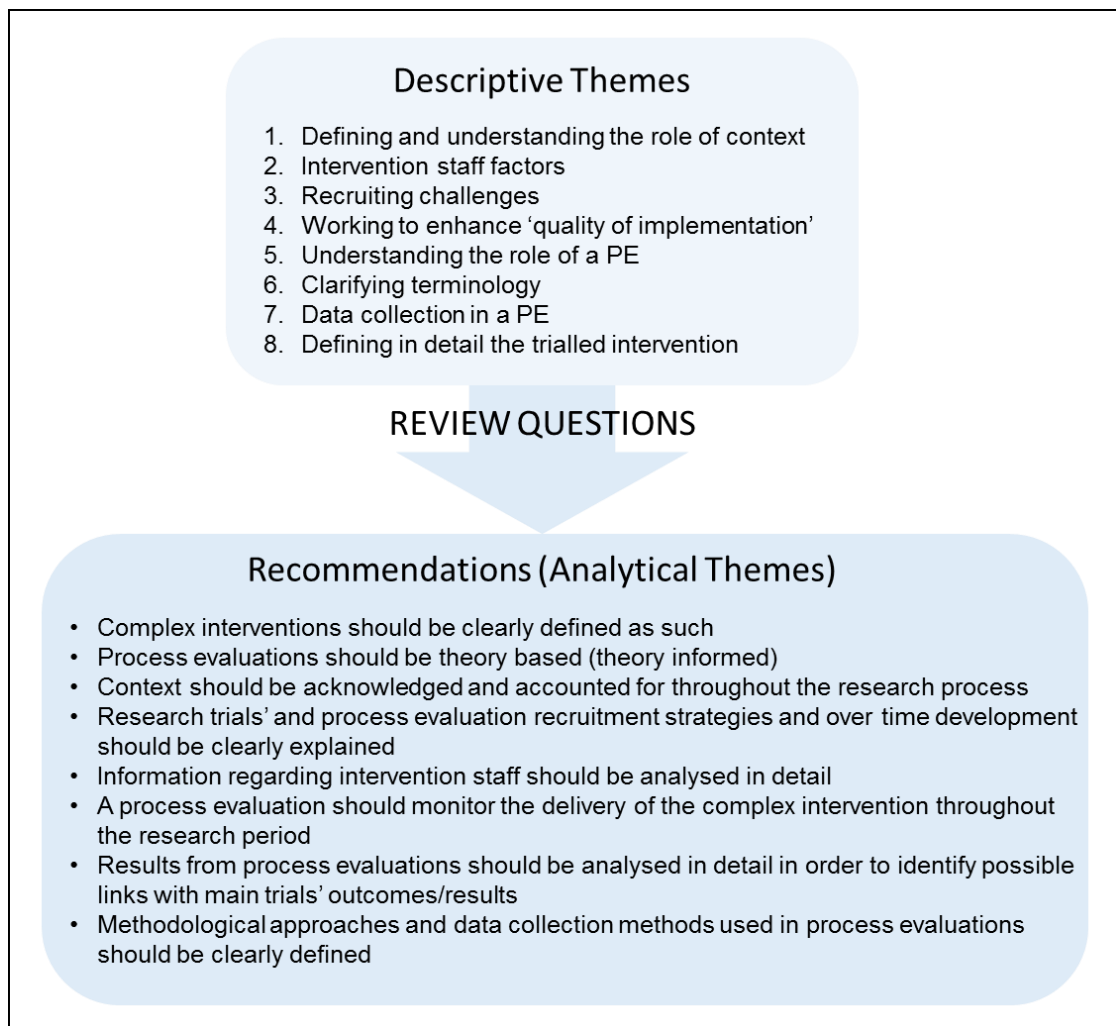 Descriptive Themes
1. Defining and understanding the role of context
2. Intervention staff factors
3. Recruiting challenges
4. Working to enhance ‘quality of implementation’
5. Understanding the role of a PE
6. Clarifying terminology
7. Data collection in a PE
8. Defining in detail the trialled intervention
REVIEW QUESTIONS
Recommendations (Analytical Themes)
• Complex interventions should be clearly defined as such
• Process evaluations should be theory based (theory informed)
• Context should be acknowledged and accounted for throughout the research process
• Research trials’ and process evaluation recruitment strategies and over time development
should be clearly explained
• Information regarding intervention staff should be analysed in detail
• A process evaluation should monitor the delivery of the complex intervention throughout
the research period
• Results from process evaluations should be analysed in detail in order to identify possible
links with main trials’ outcomes/results
• Methodological approaches and data collection methods used in process evaluations
should be clearly defined